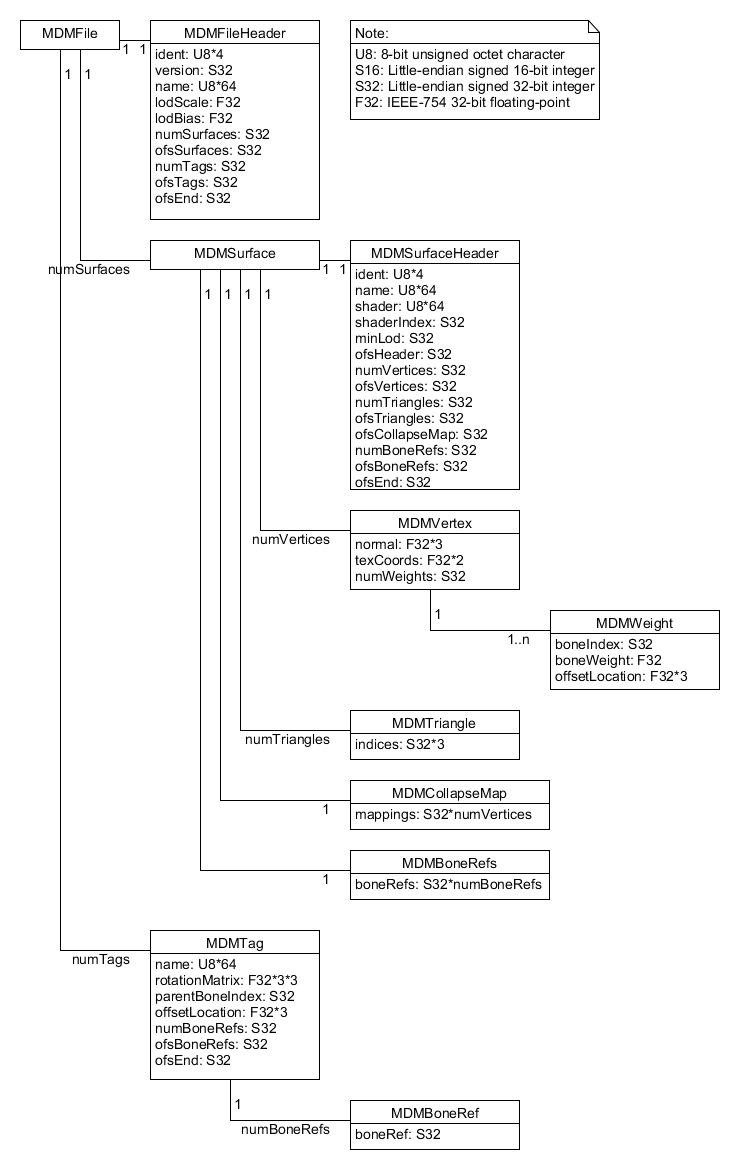 MDMFile
1 1
1 1
MDMFileHeader
ident: U8*4
version: S32
name: U8*64
lodScale: F32
lodBias: F32
numSurfaces: S32
ofsSurfaces: S32
numTags: S32
ofsTags: S32
ofsEnd: S32
Note:
U8: 8-bit unsigned octet character
S16: Little-endian signed 16-bit integer
S32: Little-endian signed 32-bit integer
F32: IEEE-754 32-bit floating-point
numSurfaces
MDMSurface
1 1
1 1 1 1
MDMSurfaceHeader
ident: U8*4
name: U8*64
shader: U8*64
shaderIndex: S32
minLod: S32
ofsHeader: S32
numVertices: S32
ofsVertices: S32
numTriangles: S32
ofsTriangles: S32
ofsCollapseMap: S32
numBoneRefs: S32
ofsBoneRefs: S32
ofsEnd: S32
numVertices
MDMVertex
normal: F32*3
texCoords: F32*2
numWeights: S32
1
1..n
MDMWeight
boneIndex: S32
boneWeight: F32
offsetLocation: F32*3
numTriangles
MDMTriangle
indices: S32*3
1
MDMCollapseMap
mappings: S32*numVertices
1
MDMBoneRefs
boneRefs: S32*numBoneRefs
numTags
MDMTag
name: U8*64
rotationMatrix: F32*3*3
parentBoneIndex: S32
offsetLocation: F32*3
numBoneRefs: S32
ofsBoneRefs: S32
ofsEnd: S32
1
numBoneRefs
MDMBoneRef
boneRef: S32